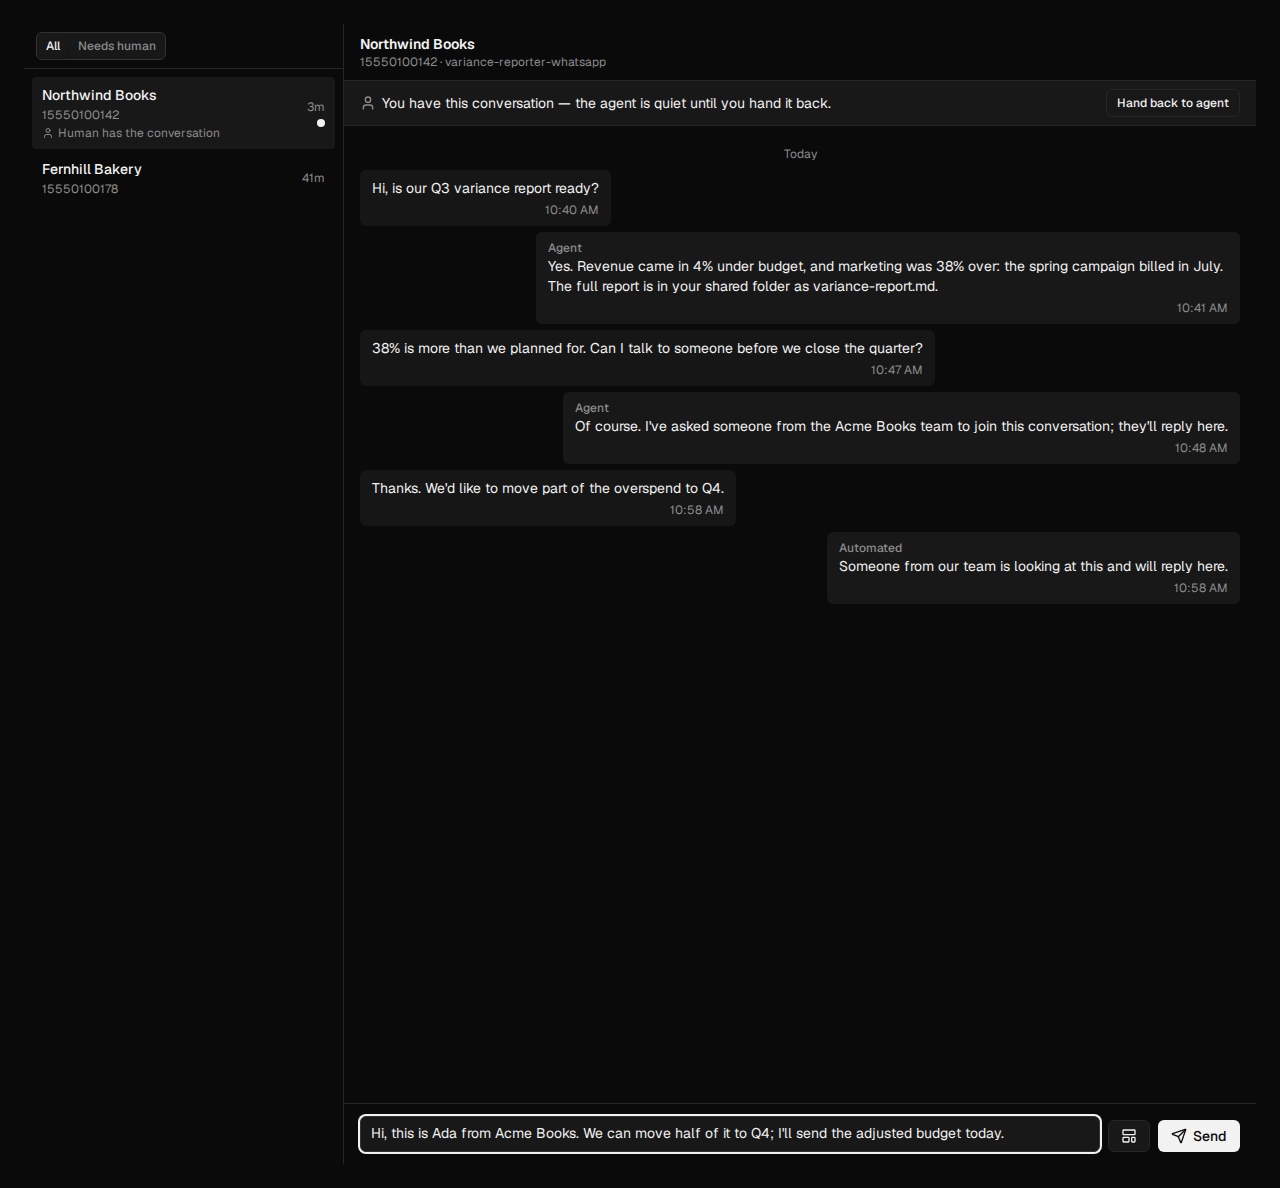 All
Needs human
Northwind Books
15550100142
Human has the conversation
3m
Fernhill Bakery
15550100178
41m
Northwind Books
15550100142 · variance-reporter-whatsapp
You have this conversation — the agent is quiet until you hand it back.
Hand back to agent
Today
Hi, is our Q3 variance report ready?
10:40 AM
Agent
Yes. Revenue came in 4% under budget, and marketing was 38% over: the spring campaign billed in July.
The full report is in your shared folder as variance-report.md.
10:41 AM
38% is more than we planned for. Can I talk to someone before we close the quarter?
10:47 AM
Agent
Of course. I've asked someone from the Acme Books team to join this conversation; they'll reply here.
10:48 AM
Thanks. We'd like to move part of the overspend to Q4.
10:58 AM
Automated
Someone from our team is looking at this and will reply here.
10:58 AM
Hi, this is Ada from Acme Books. We can move half of it to Q4; I'll send the adjusted budget today.
Send